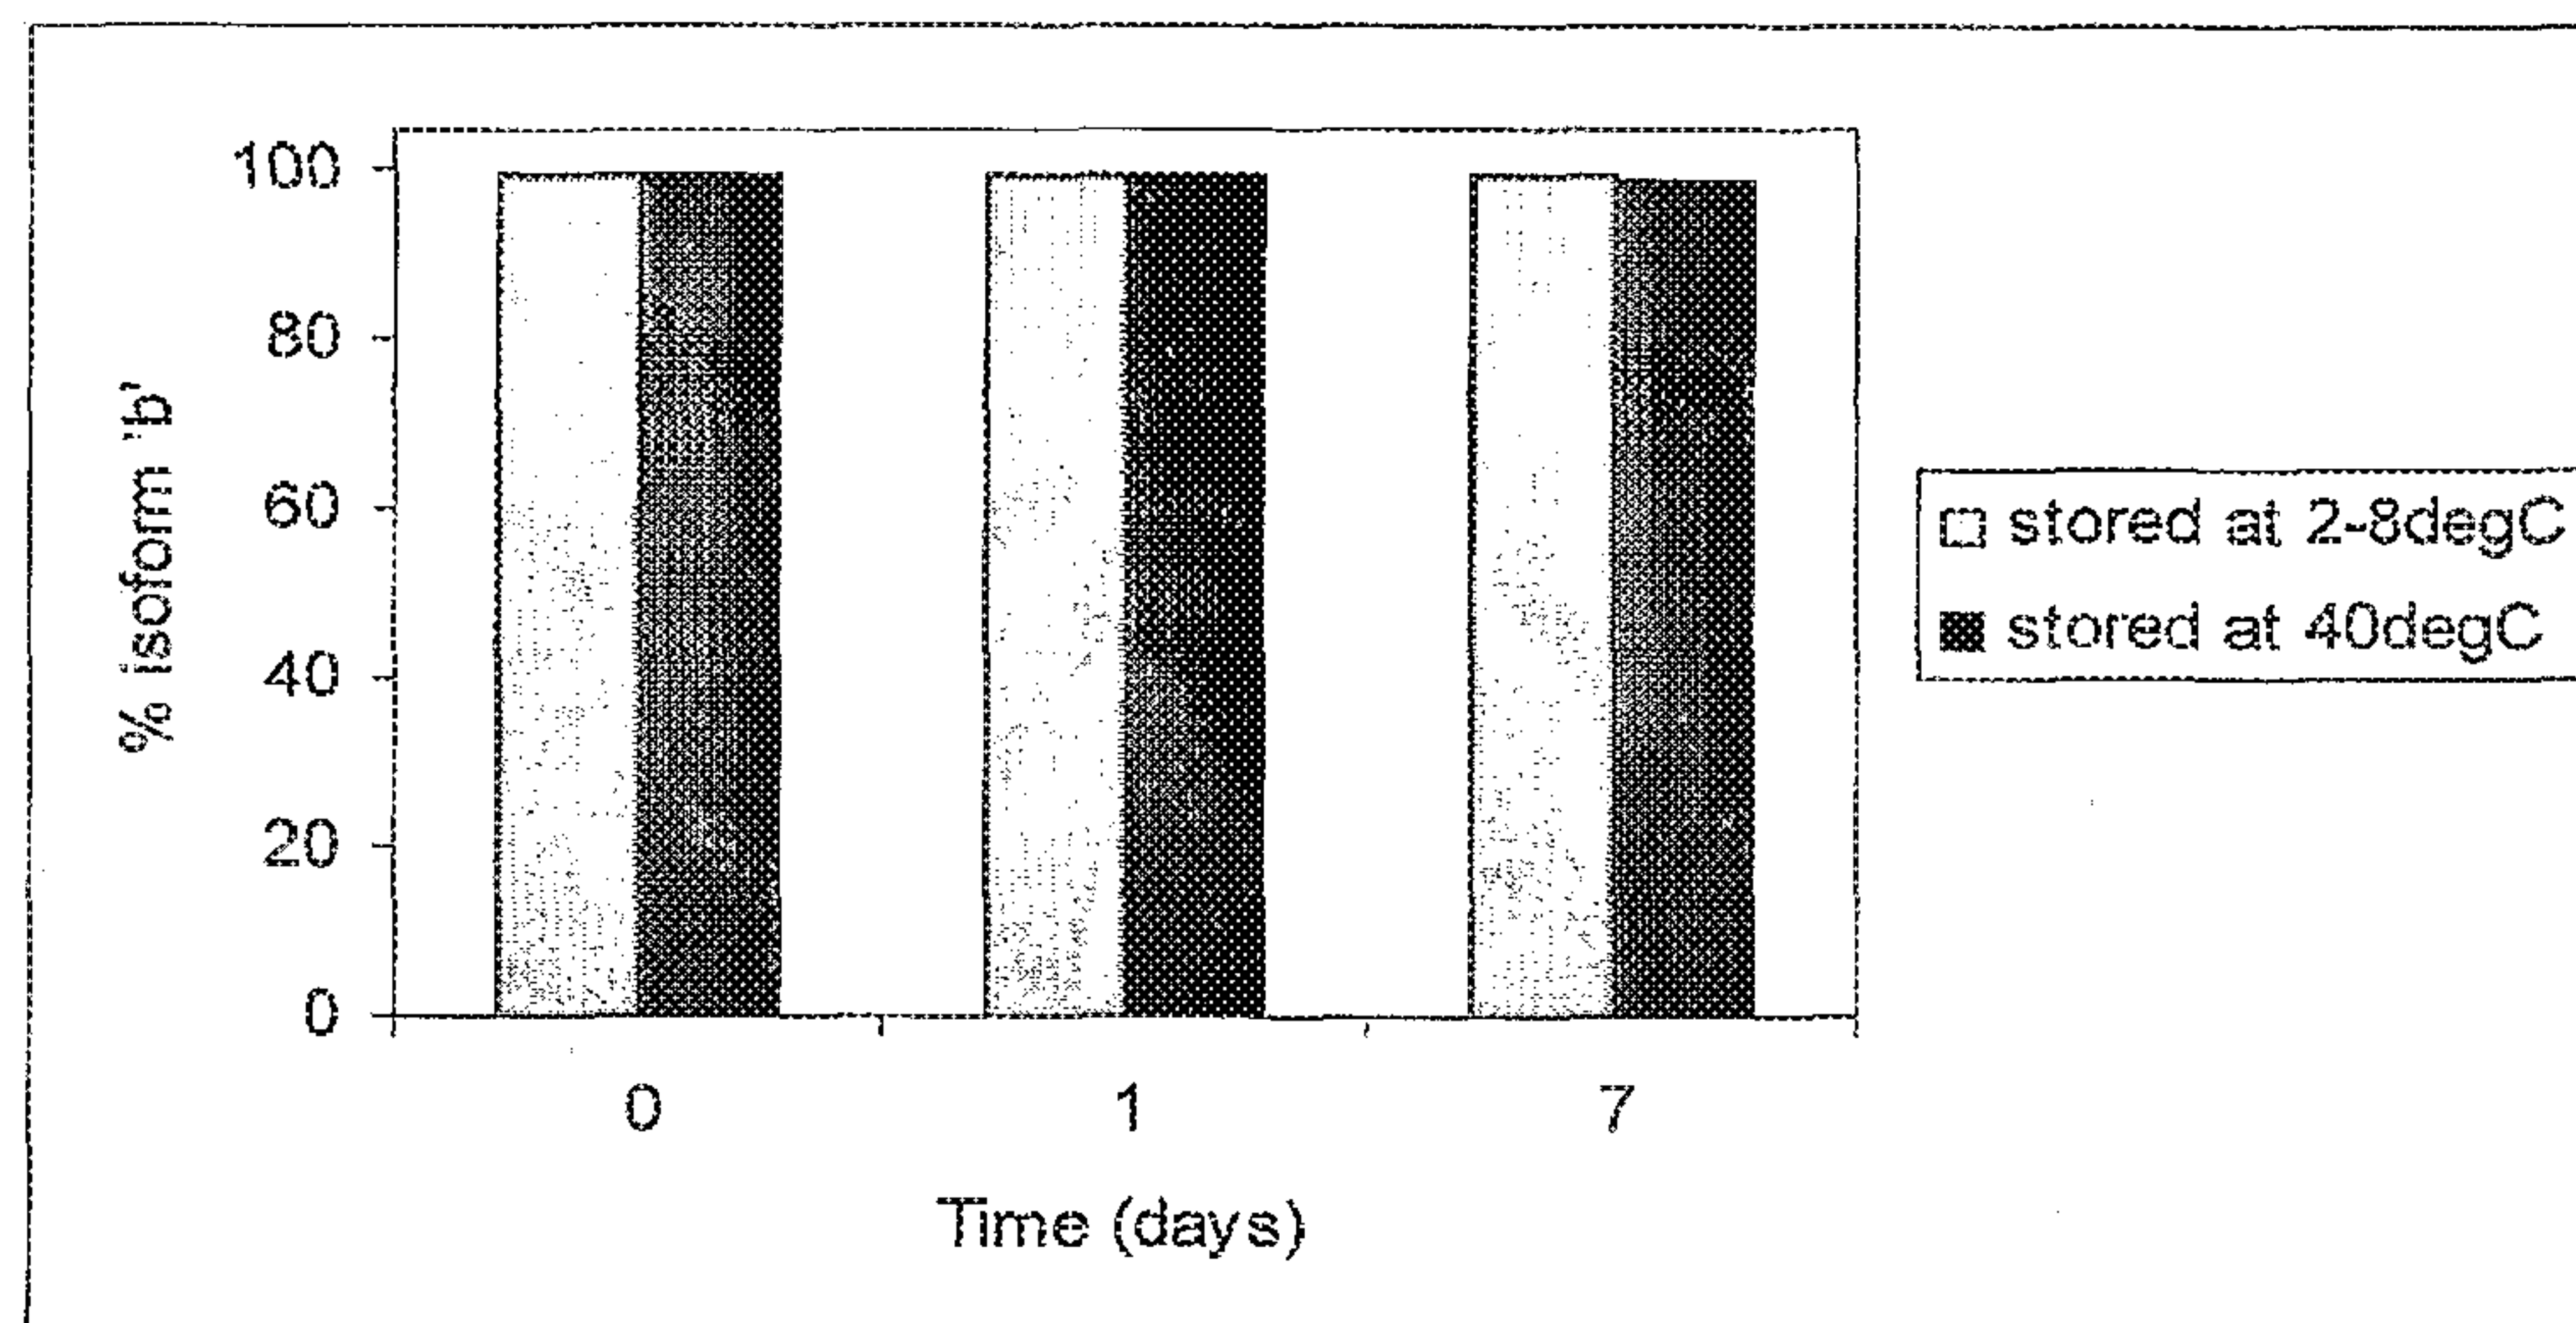 100
80
60
40
20
0
% isoform 'b'
0 1 7
Time (days)
stored at 2-8degC
stored at 40degC